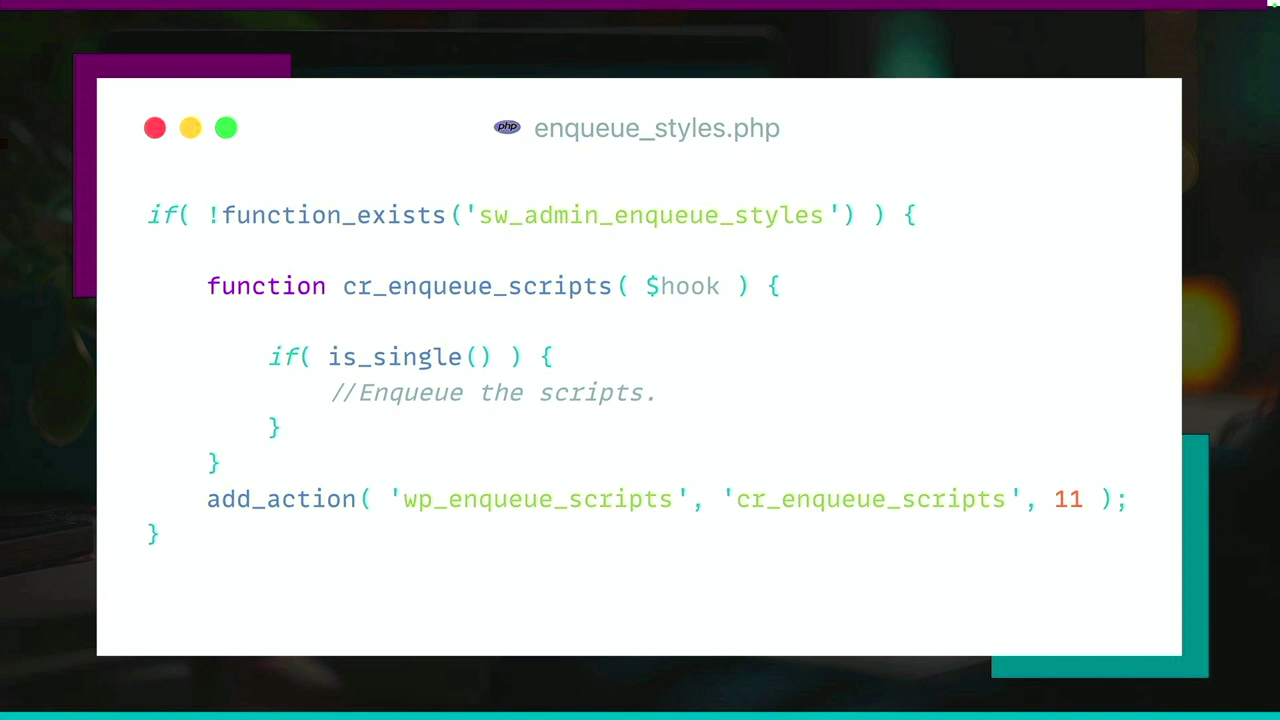 php enqueue_styles.php
if( !function_exists('sw_admin_enqueue_styles') ) {
function cr_enqueue_scripts( $hook ) {
if( is_single() ) {
//Enqueue the scripts.
}
}
add_action( 'wp_enqueue_scripts', 'cr_enqueue_scripts', 11 );
}